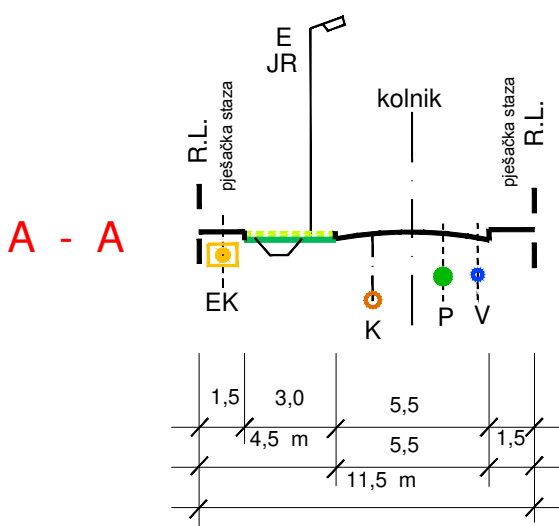 E
JR
kolnik
R.L.
pješačka staza
pješačka staza
R.L.
A - A
EK
K
P
V
1,5
3,0
5,5
4,5 m
5,5
1,5
11,5 m